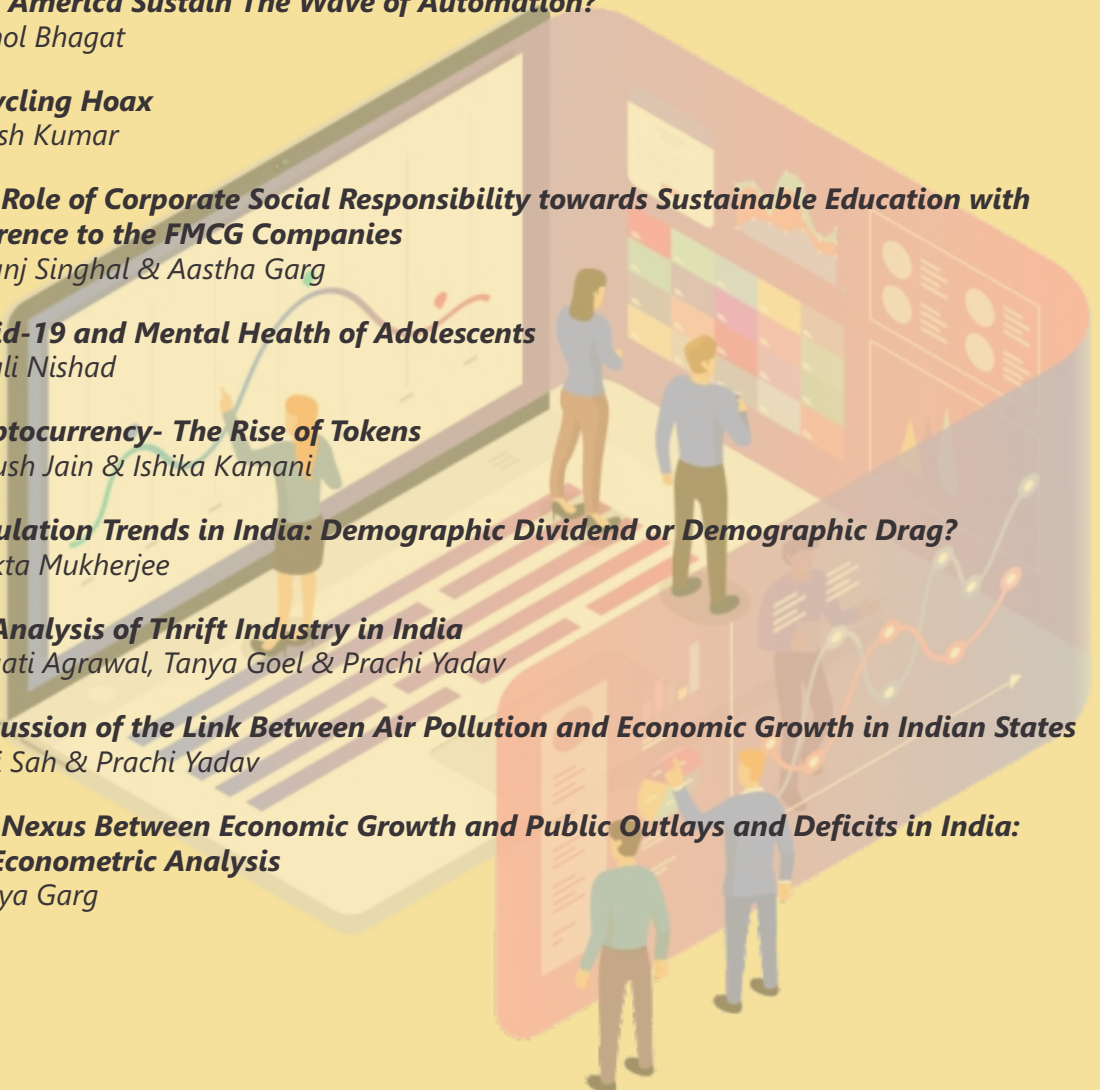 America Sustain The Wave of Automation?
ol Bhagat
ycling Hoax
sh Kumar
Role of Corporate Social Responsibility towards Sustainable Education with
rence to the FMCG Companies
nj Singhal & Aastha Garg
id-19 and Mental Health of Adolescents
li Nishad
ptocurrency- The Rise of Tokens
ush Jain & Ishika Kamani
ulation Trends in India: Demographic Dividend or Demographic Drag?
kta Mukherjee
Analysis of Thrift Industry in India
ati Agrawal, Tanya Goel & Prachi Yadav
ussion of the Link Between Air Pollution and Economic Growth in Indian States
i Sah & Prachi Yadav
Nexus Between Economic Growth and Public Outlays and Deficits in India:
Econometric Analysis
ya Garg